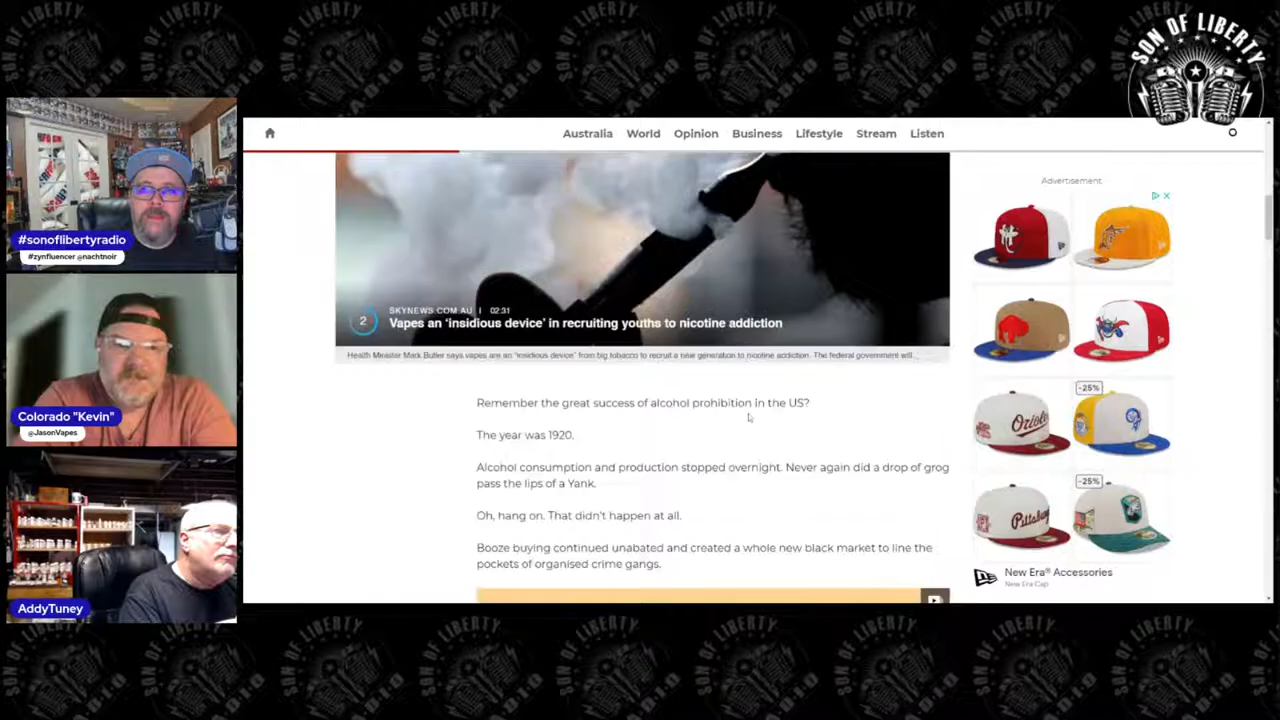 SON OF LIBERTY
RADIO
Australia World Opinion Business Lifestyle Stream Listen
#sonoflibertyradio
#zynfluencer @nachtnoir
Colorado "Kevin"
@JasonVapes
AddyTuney
2
SKYNEWS.COM.AU | 02:31
Vapes an ‘insidious device’ in recruiting youths to nicotine addiction
Health Minister Mark Butler says vapes are an “insidious device” from big tobacco to recruit a new generation to nicotine addiction. The federal government will...
Remember the great success of alcohol prohibition in the US?
The year was 1920.
Alcohol consumption and production stopped overnight. Never again did a drop of grog
pass the lips of a Yank.
Oh, hang on. That didn't happen at all.
Booze buying continued unabated and created a whole new black market to line the
pockets of organised crime gangs.
Advertisement
-25%
Orioles
-25%
Pittsburgh
New Era® Accessories
New Era Cap